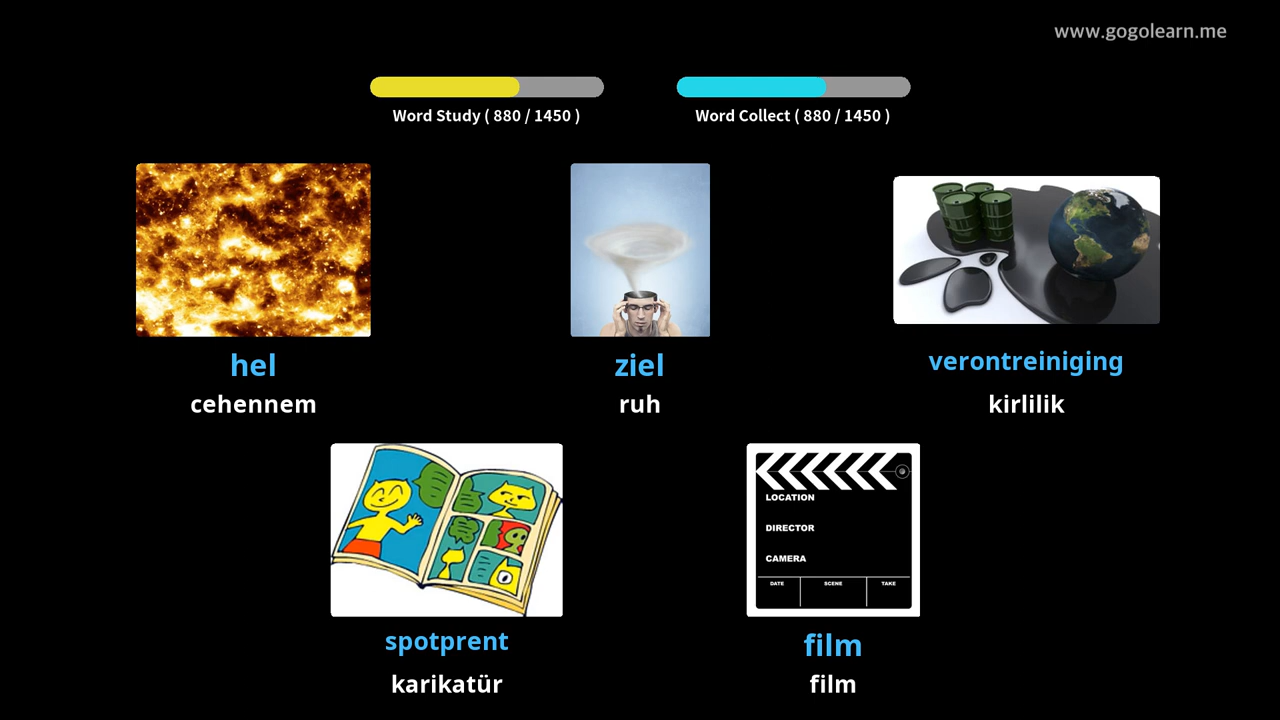 www.gogolearn.me
Word Study ( 880 / 1450 )
Word Collect ( 880 / 1450 )
hel
cehennem
ziel
ruh
verontreiniging
kirlilik
spotprent
karikatür
LOCATION
DIRECTOR
CAMERA
DATE SCENE TAKE
film
film